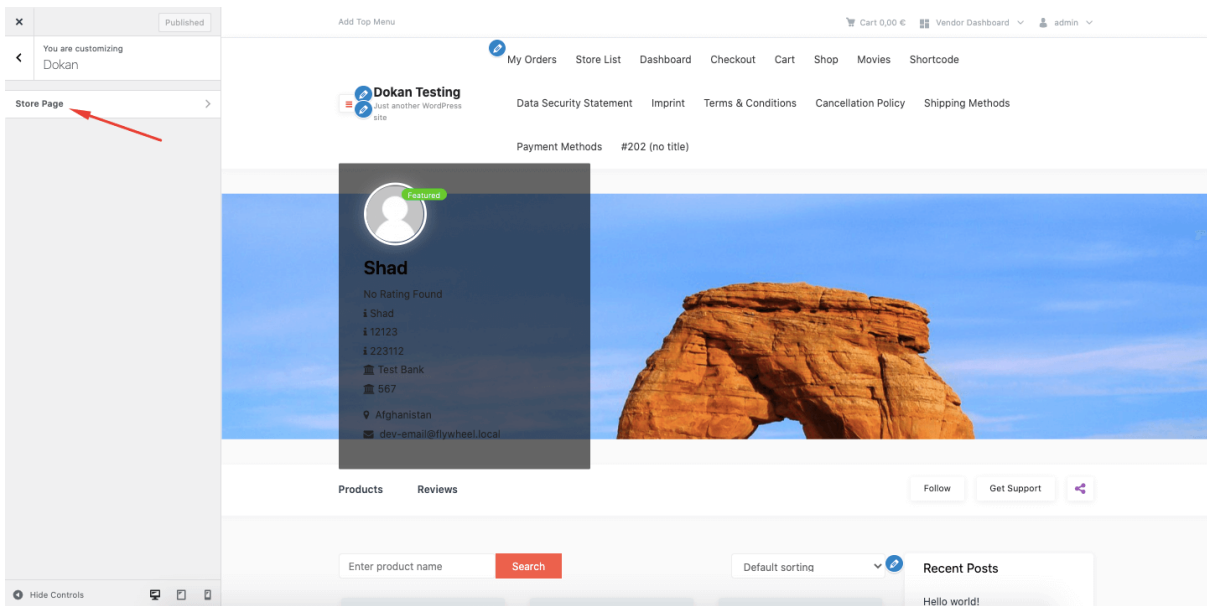 Published
You are customizing
Dokan
Store Page
Hide Controls
Add Top Menu
Cart 0,00 €
Vendor Dashboard
admin
My Orders Store List Dashboard Checkout Cart Shop Movies Shortcode
Dokan Testing
Just another WordPress
site
Data Security Statement Imprint Terms & Conditions Cancellation Policy Shipping Methods
Payment Methods #202 (no title)
Featured
Shad
No Rating Found
Shad
12123
223112
Test Bank
567
Afghanistan
dev-email@flywheel.local
Products Reviews
Follow Get Support
Enter product name Search
Default sorting
Recent Posts
Hello world!